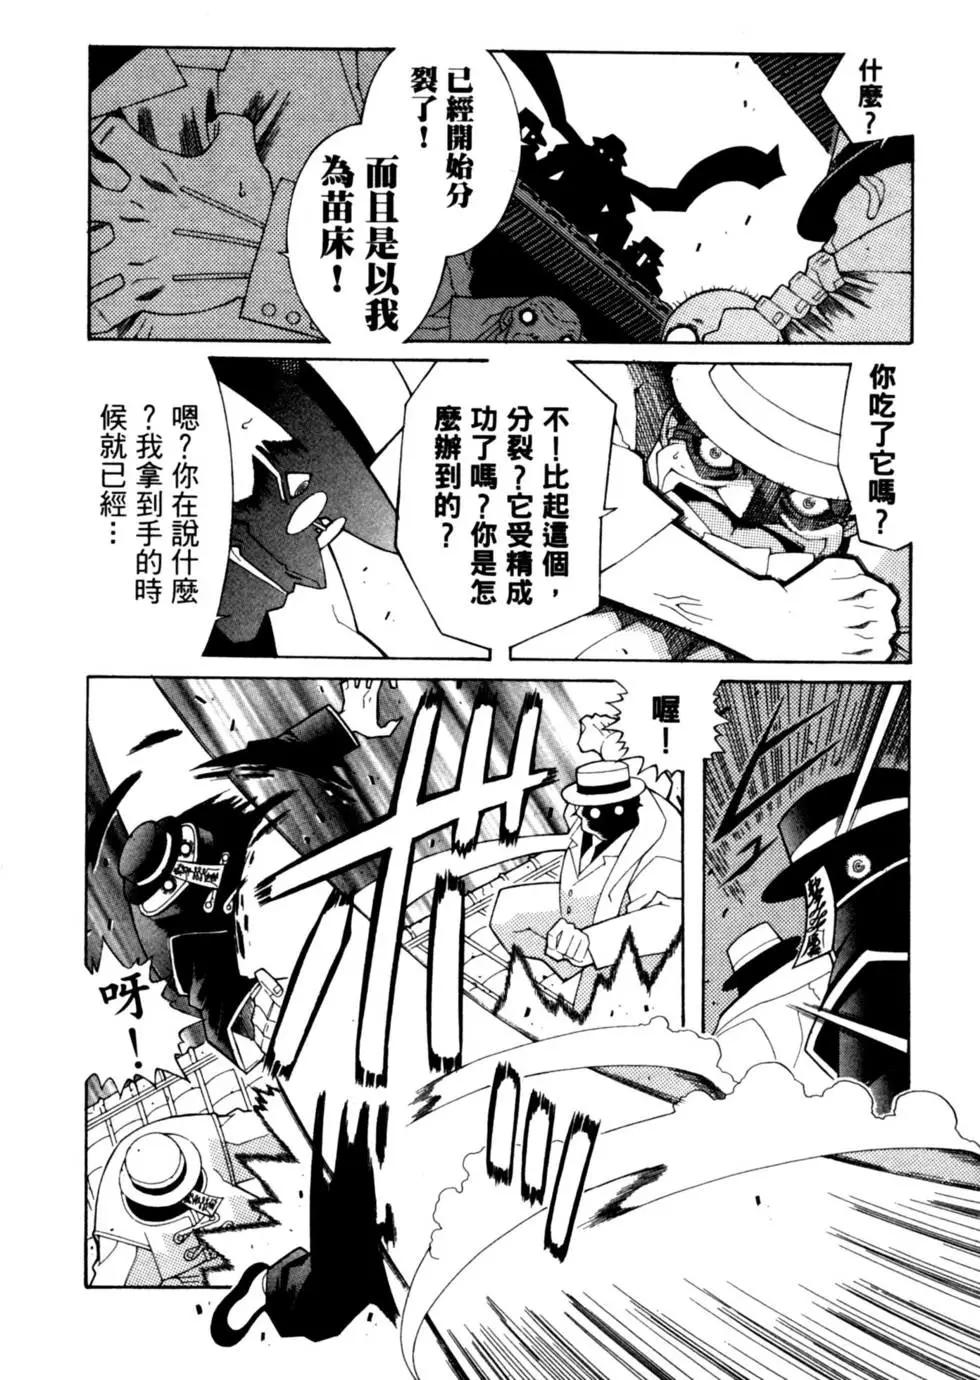 什麼？
已經開始分
裂了！
而且是以我
為苗床！
你吃了它嗎？
不！比起這個，
分裂？它受精成
功了嗎？你是怎
麼辦到的？
嗯？你在說什麼
？我拿到手的時
候就已經…
喔！
呀！